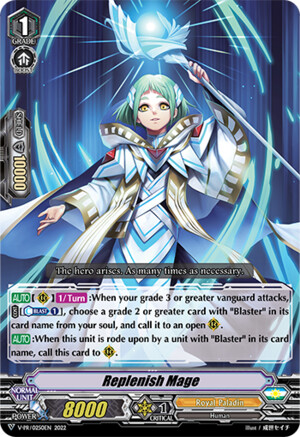 1
GRADE
BOOST
SHIELD
10000
The hero arises. As many times as necessary.
AUTO 1/Turn :When your grade 3 or greater vanguard attacks,
COST [BLAST 1], choose a grade 2 or greater card with "Blaster" in its
card name from your soul, and call it to an open .
AUTO :When this unit is rode upon by a unit with "Blaster" in its
card name, call this card to .
Replenish Mage
NORMAL
UNIT
POWER
8000
1
CRITICAL
Royal Paladin
Human
V-PR/0250EN 2022